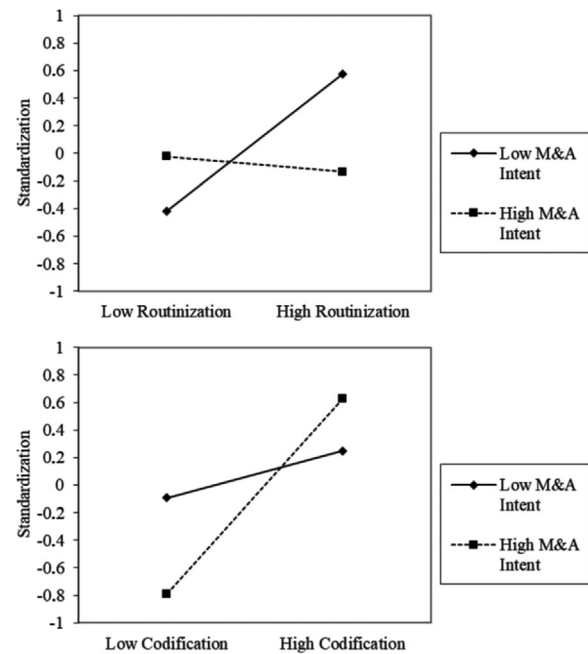 1
0.8
0.6
0.4
0.2
0
-0.2
-0.4
-0.6
-0.8
-1
Standardization
Low Routinization High Routinization
Low M&A
Intent
High M&A
Intent
1
0.8
0.6
0.4
0.2
0
-0.2
-0.4
-0.6
-0.8
-1
Standardization
Low Codification High Codification
Low M&A
Intent
High M&A
Intent